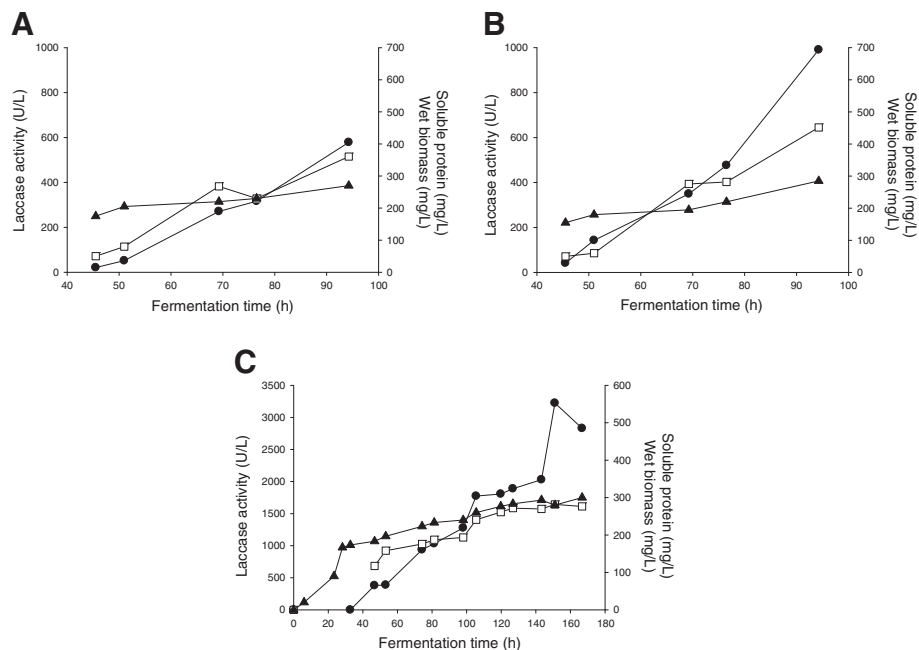 A
B
1000
800
600
400
200
0
700
600
500
400
300
200
100
0
40 50 60 70 80 90 100
Laccase activity (U/L)
Soluble protein (mg/L)
Wet biomass (mg/L)
Fermentation time (h)
1000
800
600
400
200
0
700
600
500
400
300
200
100
0
40 50 60 70 80 90 100
Laccase activity (U/L)
Soluble protein (mg/L)
Wet biomass (mg/L)
Fermentation time (h)
C
3500
3000
2500
2000
1500
1000
500
0
600
500
400
300
200
100
0
0 20 40 60 80 100 120 140 160 180
Laccase activity (U/L)
Soluble protein (mg/L)
Wet biomass (mg/L)
Fermentation time (h)